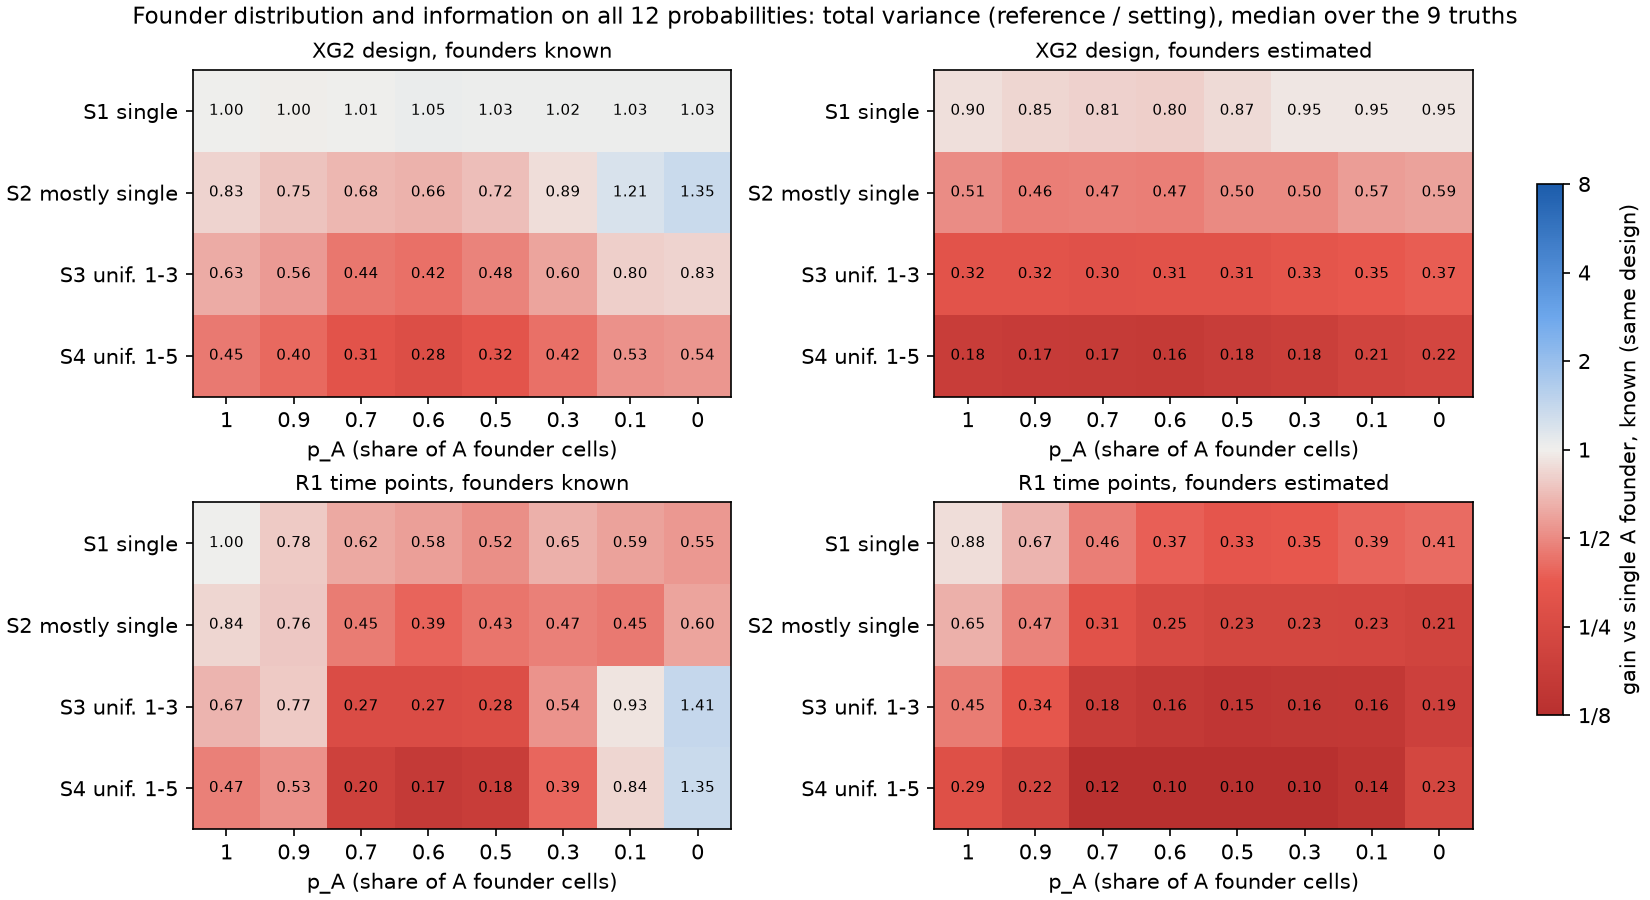 Founder distribution and information on all 12 probabilities: total variance (reference / setting), median over the 9 truths
XG2 design, founders known
S1 single 1.00 1.00 1.01 1.05 1.03 1.02 1.03 1.03
S2 mostly single 0.83 0.75 0.68 0.66 0.72 0.89 1.21 1.35
S3 unif. 1-3 0.63 0.56 0.44 0.42 0.48 0.60 0.80 0.83
S4 unif. 1-5 0.45 0.40 0.31 0.28 0.32 0.42 0.53 0.54
1 0.9 0.7 0.6 0.5 0.3 0.1 0
p_A (share of A founder cells)
XG2 design, founders estimated
S1 single 0.90 0.85 0.81 0.80 0.87 0.95 0.95 0.95
S2 mostly single 0.51 0.46 0.47 0.47 0.50 0.50 0.57 0.59
S3 unif. 1-3 0.32 0.32 0.30 0.31 0.31 0.33 0.35 0.37
S4 unif. 1-5 0.18 0.17 0.17 0.16 0.18 0.18 0.21 0.22
1 0.9 0.7 0.6 0.5 0.3 0.1 0
p_A (share of A founder cells)
R1 time points, founders known
S1 single 1.00 0.78 0.62 0.58 0.52 0.65 0.59 0.55
S2 mostly single 0.84 0.76 0.45 0.39 0.43 0.47 0.45 0.60
S3 unif. 1-3 0.67 0.77 0.27 0.27 0.28 0.54 0.93 1.41
S4 unif. 1-5 0.47 0.53 0.20 0.17 0.18 0.39 0.84 1.35
1 0.9 0.7 0.6 0.5 0.3 0.1 0
p_A (share of A founder cells)
R1 time points, founders estimated
S1 single 0.88 0.67 0.46 0.37 0.33 0.35 0.39 0.41
S2 mostly single 0.65 0.47 0.31 0.25 0.23 0.23 0.23 0.21
S3 unif. 1-3 0.45 0.34 0.18 0.16 0.15 0.16 0.16 0.19
S4 unif. 1-5 0.29 0.22 0.12 0.10 0.10 0.10 0.14 0.23
1 0.9 0.7 0.6 0.5 0.3 0.1 0
p_A (share of A founder cells)
8
4
2
1
1/2
1/4
1/8
gain vs single A founder, known (same design)